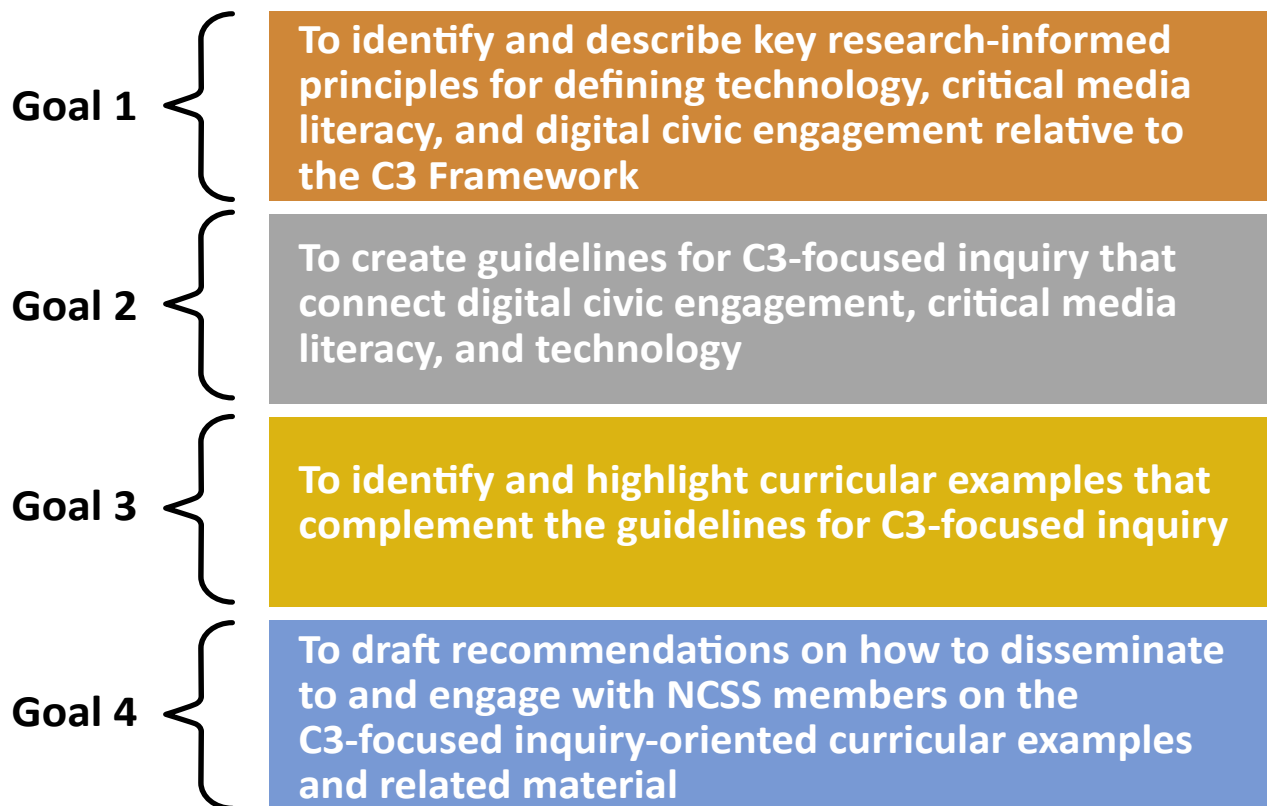 Goal 1
To identify and describe key research-informed
principles for defining technology, critical media
literacy, and digital civic engagement relative to
the C3 Framework
Goal 2
To create guidelines for C3-focused inquiry that
connect digital civic engagement, critical media
literacy, and technology
Goal 3
To identify and highlight curricular examples that
complement the guidelines for C3-focused inquiry
Goal 4
To draft recommendations on how to disseminate
to and engage with NCSS members on the
C3-focused inquiry-oriented curricular examples
and related material